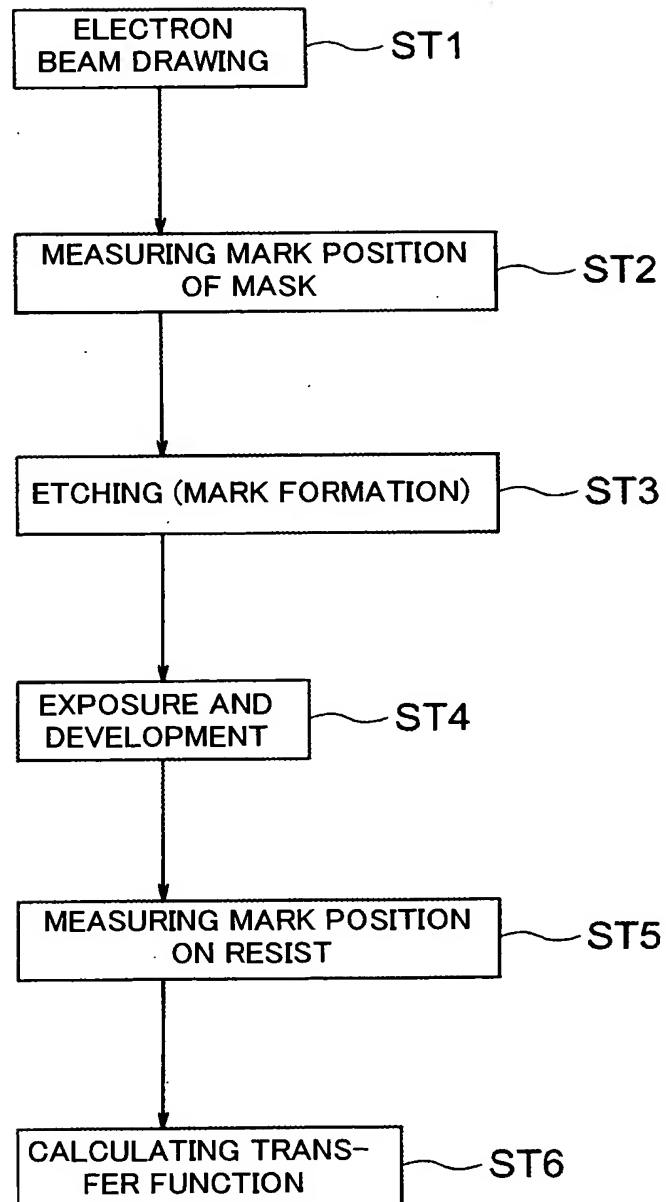 ELECTRON
BEAM DRAWING
ST1
MEASURING MARK POSITION
OF MASK
ST2
ETCHING (MARK FORMATION)
ST3
EXPOSURE AND
DEVELOPMENT
ST4
MEASURING MARK POSITION
ON RESIST
ST5
CALCULATING TRANS-
FER FUNCTION
ST6